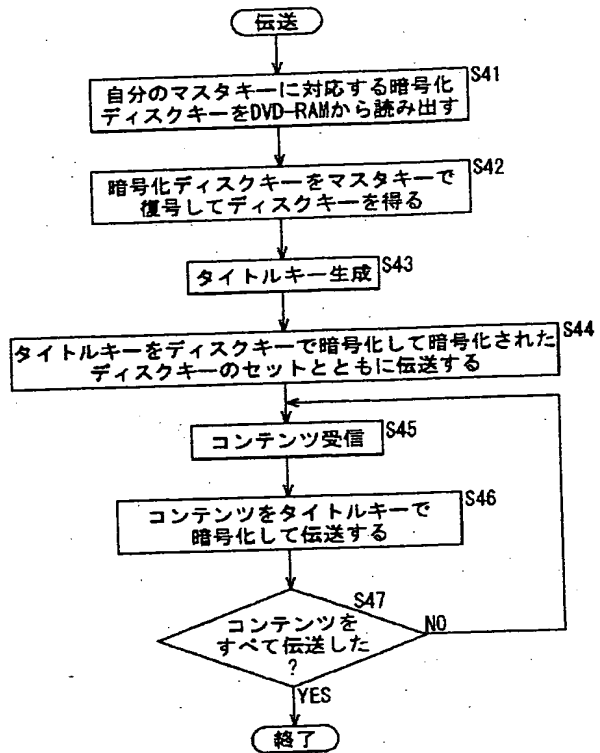 伝送
S41
自分のマスタキーに対応する暗号化
ディスクキーをDVD-RAMから読み出す
S42
暗号化ディスクキーをマスタキーで
復号してディスクキーを得る
S43
タイトルキー生成
S44
タイトルキーをディスクキーで暗号化して暗号化された
ディスクキーのセットとともに伝送する
S45
コンテンツ受信
S46
コンテンツをタイトルキーで
暗号化して伝送する
S47
コンテンツを
すべて伝送した
?
NO
YES
終了